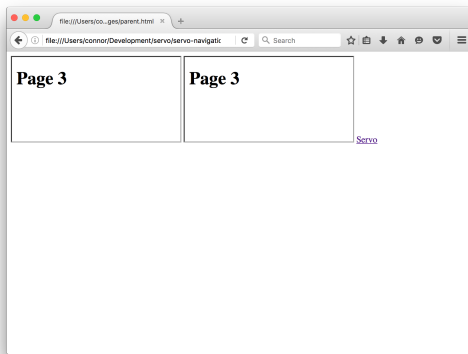 file:///Users/co...ges/parent.html
file:///Users/connor/Development/servo/servo-navigatic
Search
Page 3
Page 3
Servo